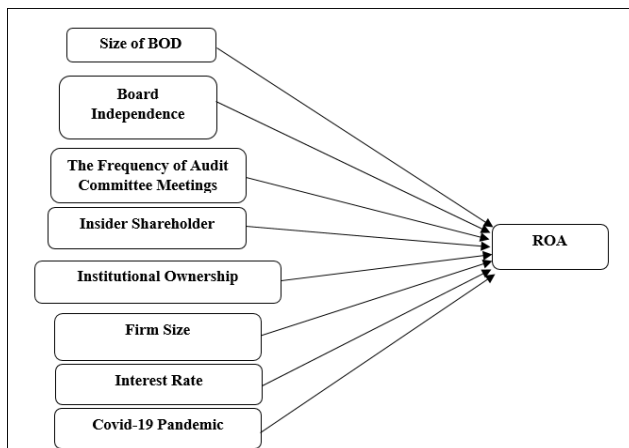 Size of BOD
Board
Independence
The Frequency of Audit
Committee Meetings
Insider Shareholder
Institutional Ownership
Firm Size
Interest Rate
Covid-19 Pandemic
ROA